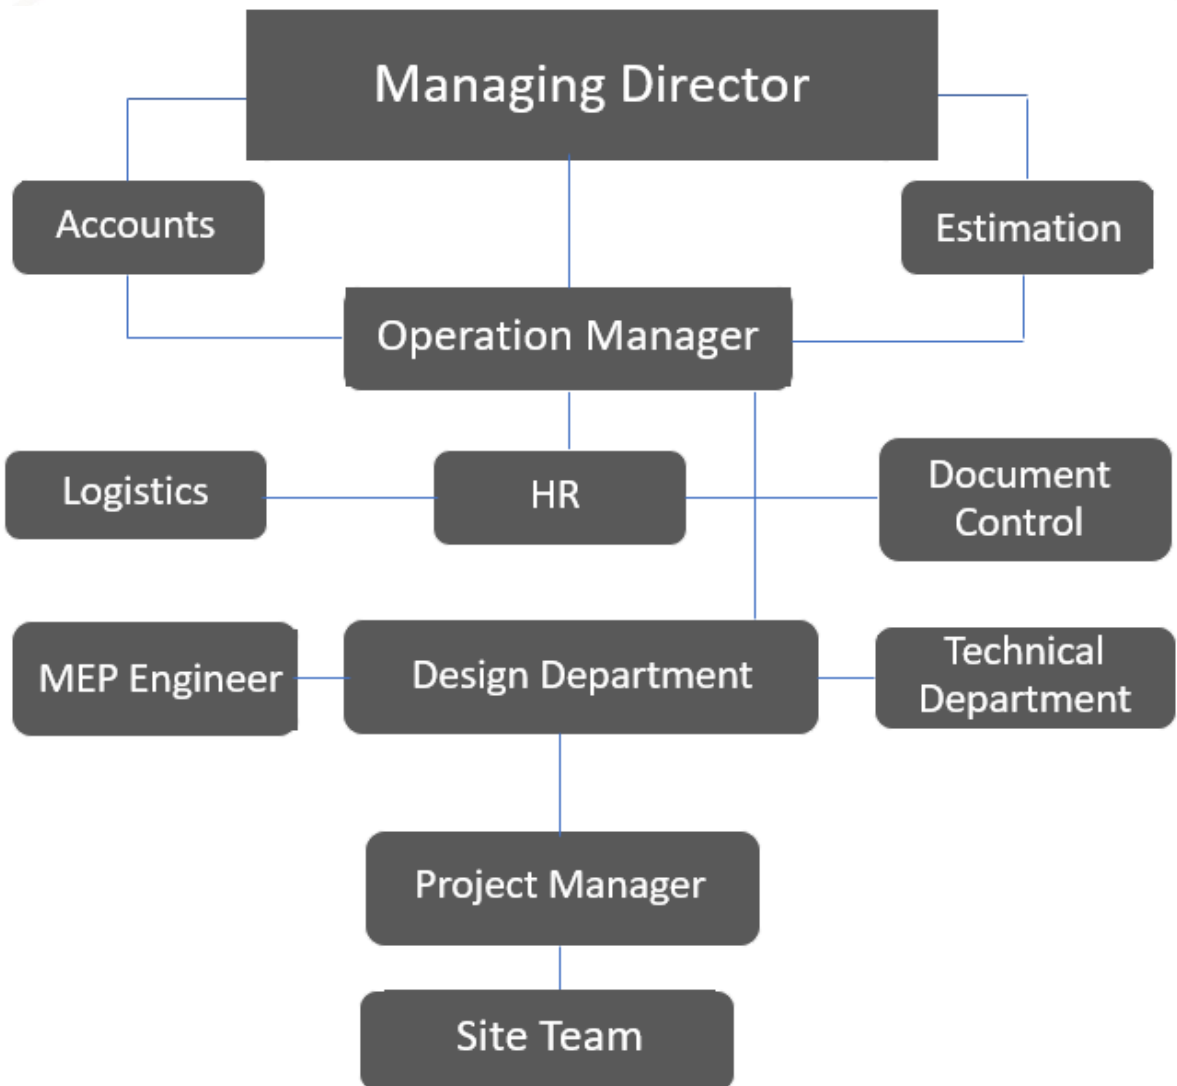 Managing Director
Accounts
Estimation
Operation Manager
Logistics
HR
Document
Control
MEP Engineer
Design Department
Technical
Department
Project Manager
Site Team